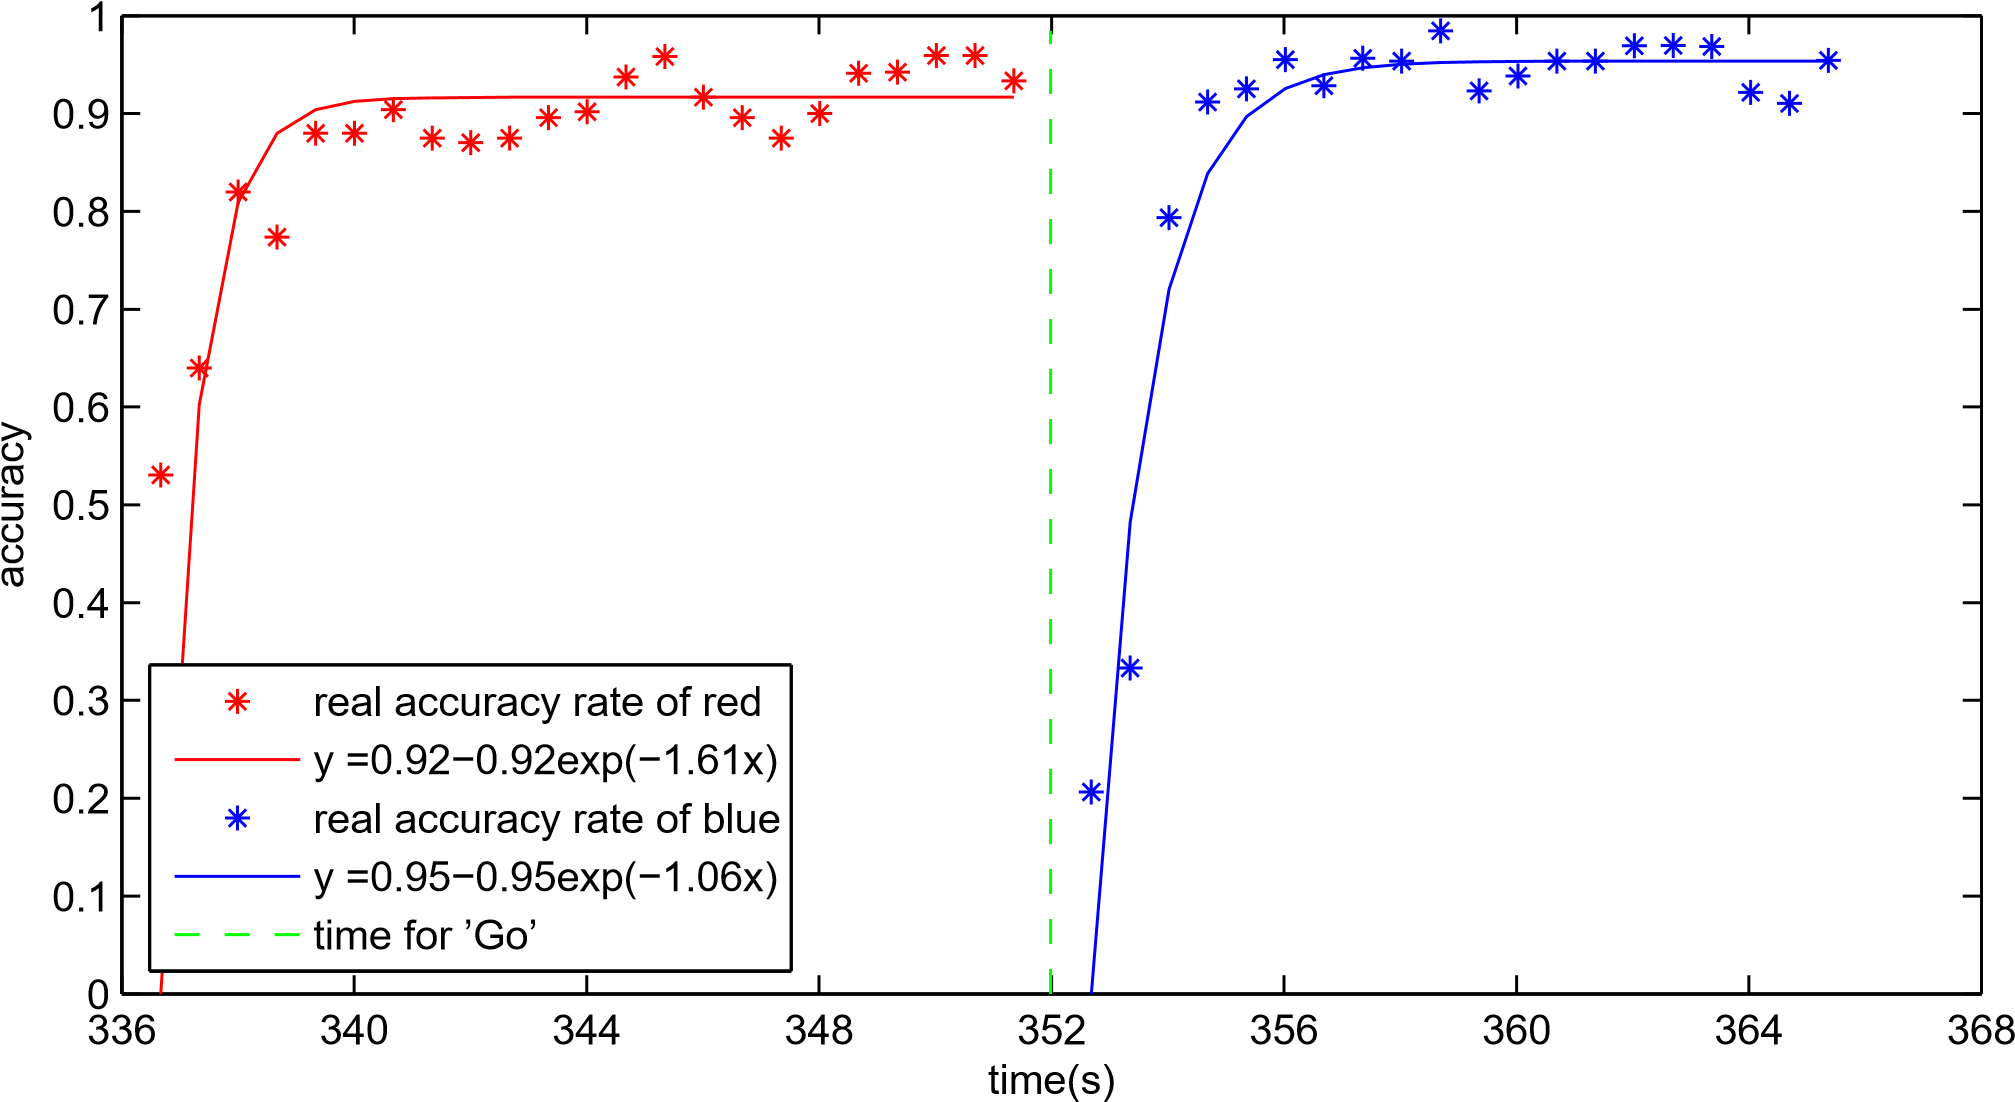 1
0.9
0.8
0.7
0.6
0.5
0.4
0.3
0.2
0.1
0
accuracy
real accuracy rate of red
y =0.92−0.92exp(−1.61x)
real accuracy rate of blue
y =0.95−0.95exp(−1.06x)
time for ’Go’
336 340 344 348 352 356 360 364 368
time(s)